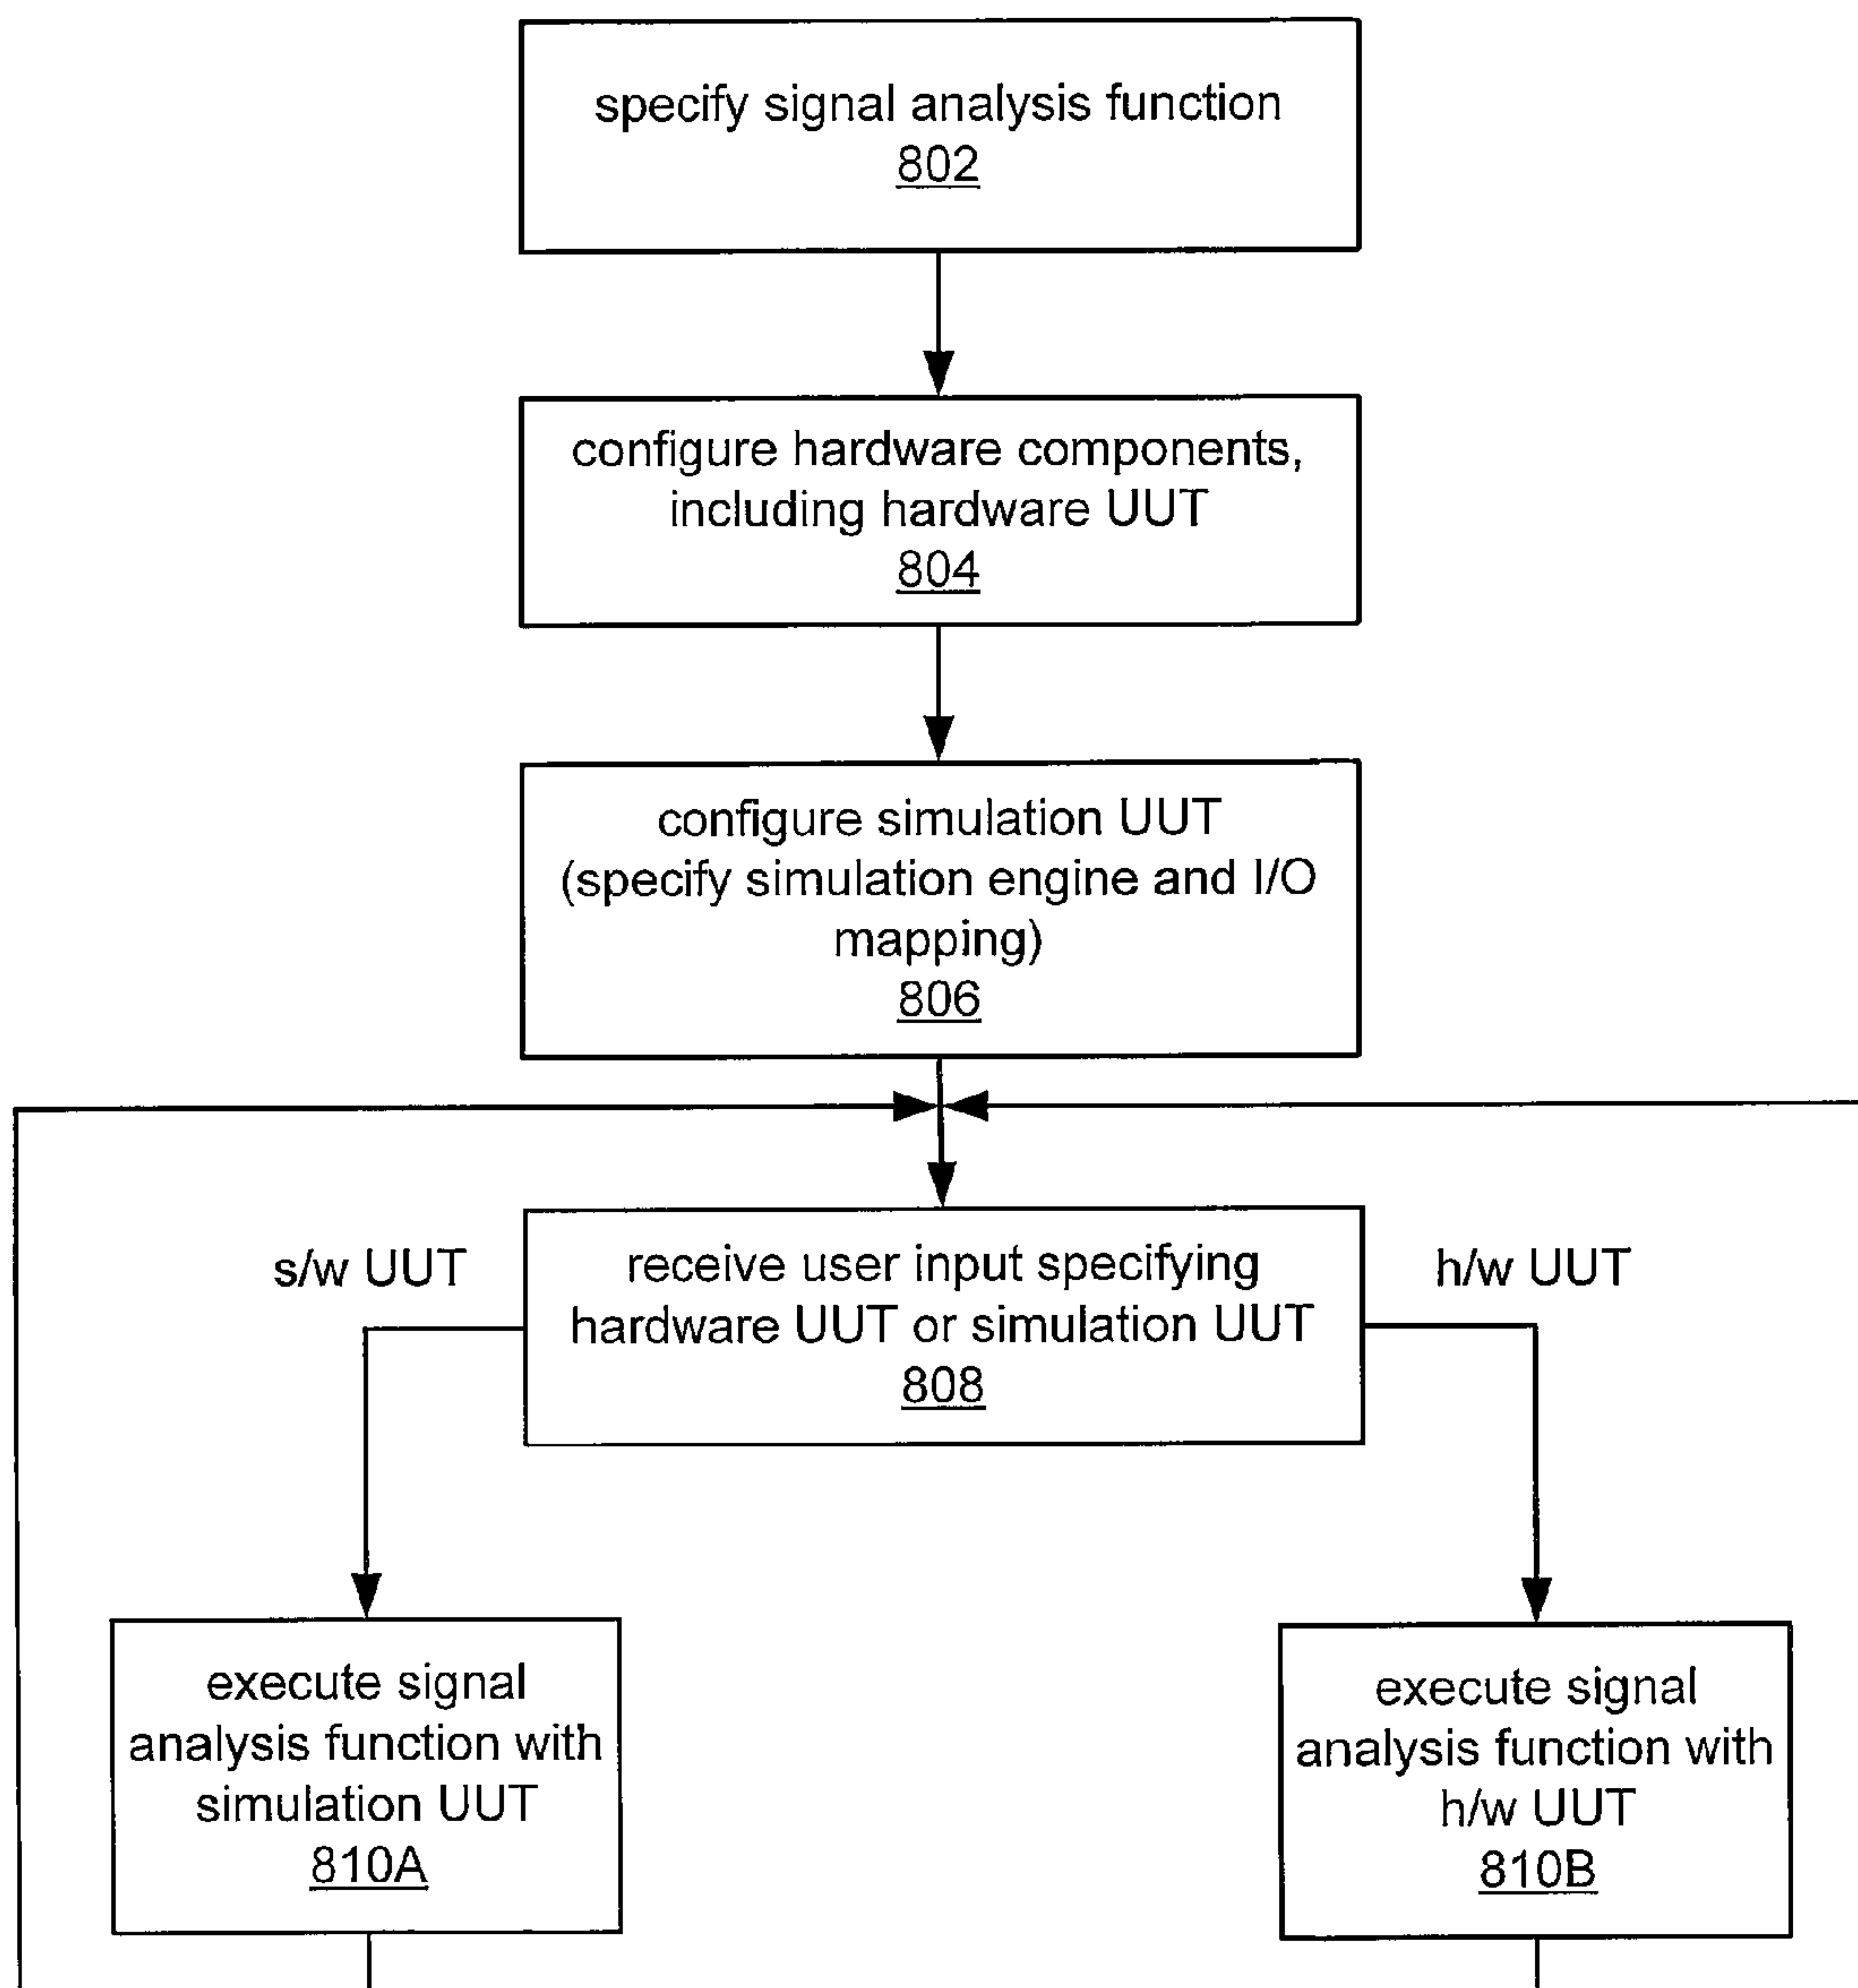 specify signal analysis function
802
configure hardware components,
including hardware UUT
804
configure simulation UUT
(specify simulation engine and I/O
mapping)
806
s/w UUT
receive user input specifying
hardware UUT or simulation UUT
808
h/w UUT
execute signal
analysis function with
simulation UUT
810A
execute signal
analysis function with
h/w UUT
810B